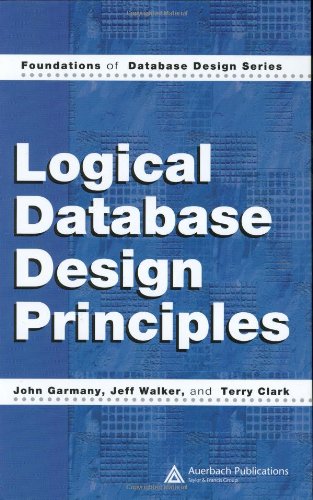 Foundations of Database Design Series
Logical
Database
Design
Principles
John Garmany, Jeff Walker, and Terry Clark
Auerbach Publications
Taylor & Francis Group